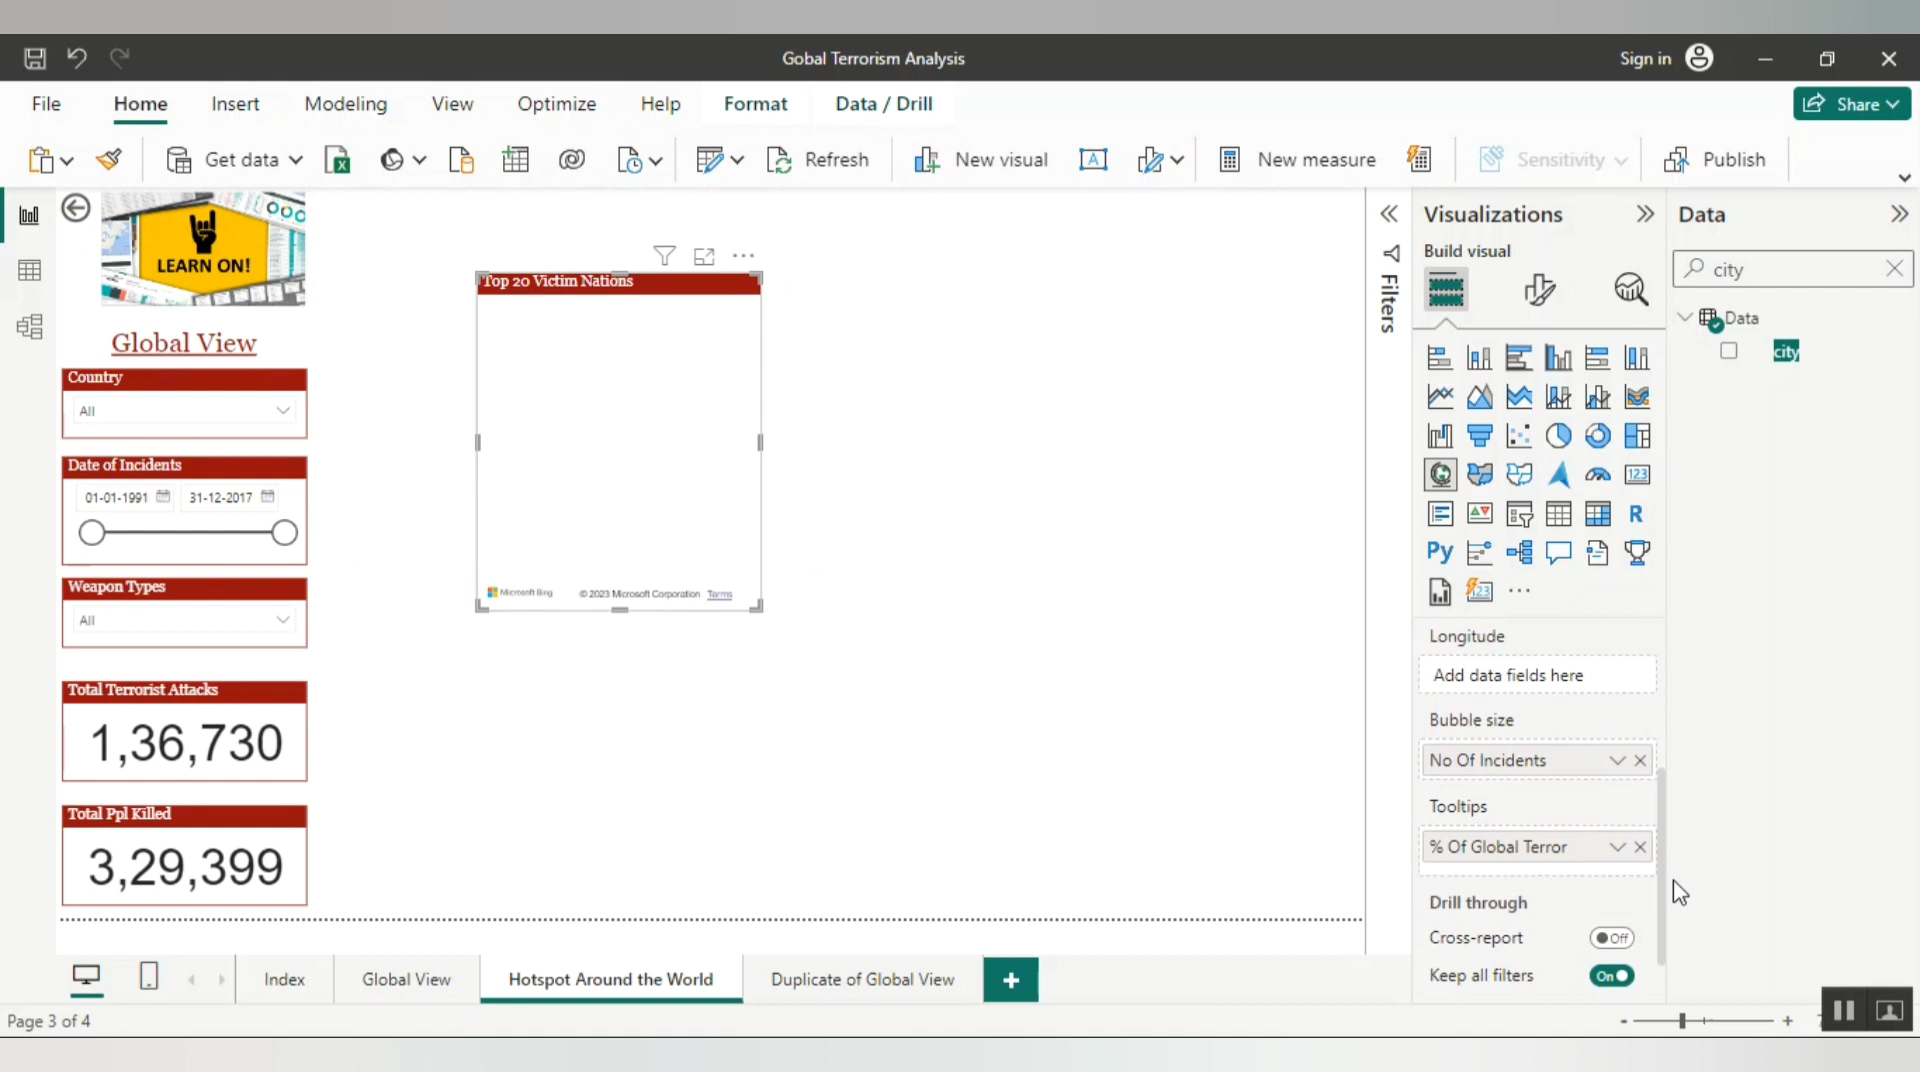 Gobal Terrorism Analysis
Sign in
File
Home
Insert
Modeling
View
Optimize
Help
Format
Data / Drill
Share
Get data
Refresh
New visual
New measure
Sensitivity
Publish
LEARN ON!
Global View
Country
All
Date of Incidents
01-01-1991
31-12-2017
Weapon Types
All
Total Terrorist Attacks
1,36,730
Total Ppl Killed
3,29,399
Top 20 Victim Nations
Microsoft Bing
© 2023 Microsoft Corporation
Terms
Filters
Visualizations
Build visual
123
R
Py
123
Longitude
Add data fields here
Bubble size
No Of Incidents
Tooltips
% Of Global Terror
Drill through
Cross-report
Off
Keep all filters
On
Data
city
Data
city
Index
Global View
Hotspot Around the World
Duplicate of Global View
Page 3 of 4